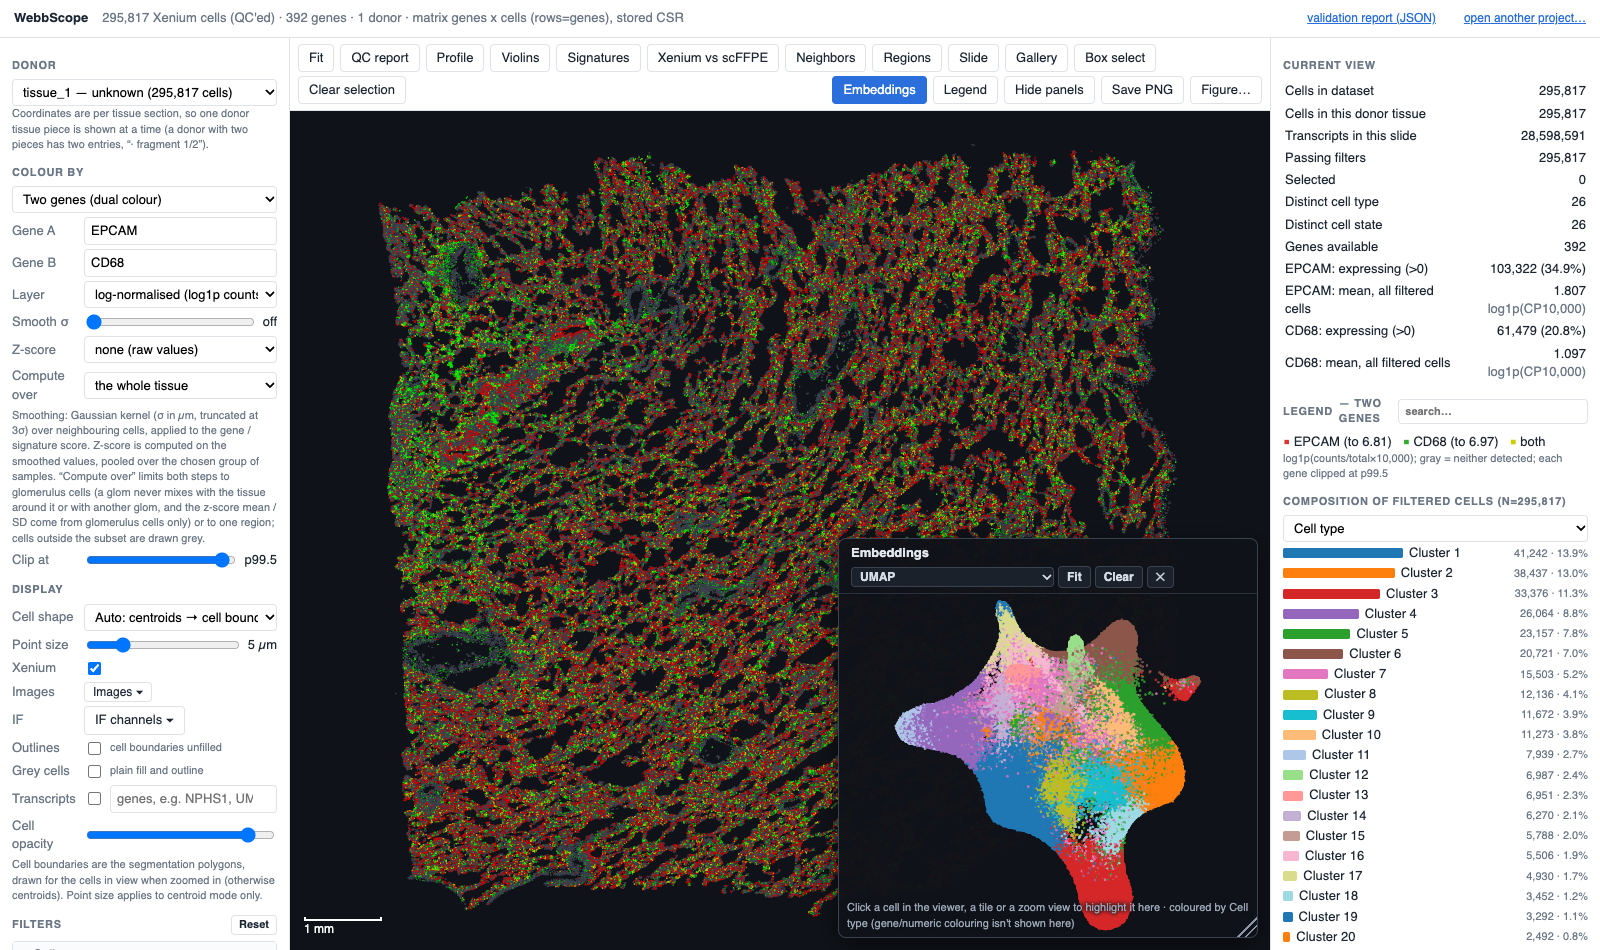 WebbScope 295,817 Xenium cells (QC'ed) · 392 genes · 1 donor · matrix genes x cells (rows=genes), stored CSR validation report (JSON) open another project…
DONOR
tissue_1 — unknown (295,817 cells)
Coordinates are per tissue section, so one donor
tissue piece is shown at a time (a donor with two
pieces has two entries, “· fragment 1/2”).
COLOUR BY
Two genes (dual colour)
Gene A EPCAM
Gene B CD68
Layer log-normalised (log1p counts
Smooth σ off
Z-score none (raw values)
Compute
over
the whole tissue
Smoothing: Gaussian kernel (σ in µm, truncated at
3σ) over neighbouring cells, applied to the gene /
signature score. Z-score is computed on the
smoothed values, pooled over the chosen group of
samples. “Compute over” limits both steps to
glomerulus cells (a glom never mixes with the tissue
around it or with another glom, and the z-score mean /
SD come from glomerulus cells only) or to one region;
cells outside the subset are drawn grey.
Clip at p99.5
DISPLAY
Cell shape Auto: centroids → cell bounc
Point size 5 µm
Xenium
Images Images
IF IF channels
Outlines cell boundaries unfilled
Grey cells plain fill and outline
Transcripts genes, e.g. NPHS1, UM
Cell
opacity
Cell boundaries are the segmentation polygons,
drawn for the cells in view when zoomed in (otherwise
centroids). Point size applies to centroid mode only.
FILTERS Reset
Fit QC report Profile Violins Signatures Xenium vs scFFPE Neighbors Regions Slide Gallery Box select
Clear selection Embeddings Legend Hide panels Save PNG Figure…
1 mm
Embeddings
UMAP Fit Clear ✕
Click a cell in the viewer, a tile or a zoom view to highlight it here · coloured by Cell
type (gene/numeric colouring isn't shown here)
CURRENT VIEW
Cells in dataset 295,817
Cells in this donor tissue 295,817
Transcripts in this slide 28,598,591
Passing filters 295,817
Selected 0
Distinct cell type 26
Distinct cell state 26
Genes available 392
EPCAM: expressing (>0) 103,322 (34.9%)
EPCAM: mean, all filtered
cells
1.807
log1p(CP10,000)
CD68: expressing (>0) 61,479 (20.8%)
CD68: mean, all filtered cells
1.097
log1p(CP10,000)
LEGEND — TWO
GENES
search…
EPCAM (to 6.81) CD68 (to 6.97) both
log1p(counts/total×10,000); gray = neither detected; each
gene clipped at p99.5
COMPOSITION OF FILTERED CELLS (N=295,817)
Cell type
Cluster 1 41,242 · 13.9%
Cluster 2 38,437 · 13.0%
Cluster 3 33,376 · 11.3%
Cluster 4 26,064 · 8.8%
Cluster 5 23,157 · 7.8%
Cluster 6 20,721 · 7.0%
Cluster 7 15,503 · 5.2%
Cluster 8 12,136 · 4.1%
Cluster 9 11,672 · 3.9%
Cluster 10 11,273 · 3.8%
Cluster 11 7,939 · 2.7%
Cluster 12 6,987 · 2.4%
Cluster 13 6,951 · 2.3%
Cluster 14 6,270 · 2.1%
Cluster 15 5,788 · 2.0%
Cluster 16 5,506 · 1.9%
Cluster 17 4,930 · 1.7%
Cluster 18 3,452 · 1.2%
Cluster 19 3,292 · 1.1%
Cluster 20 2,492 · 0.8%